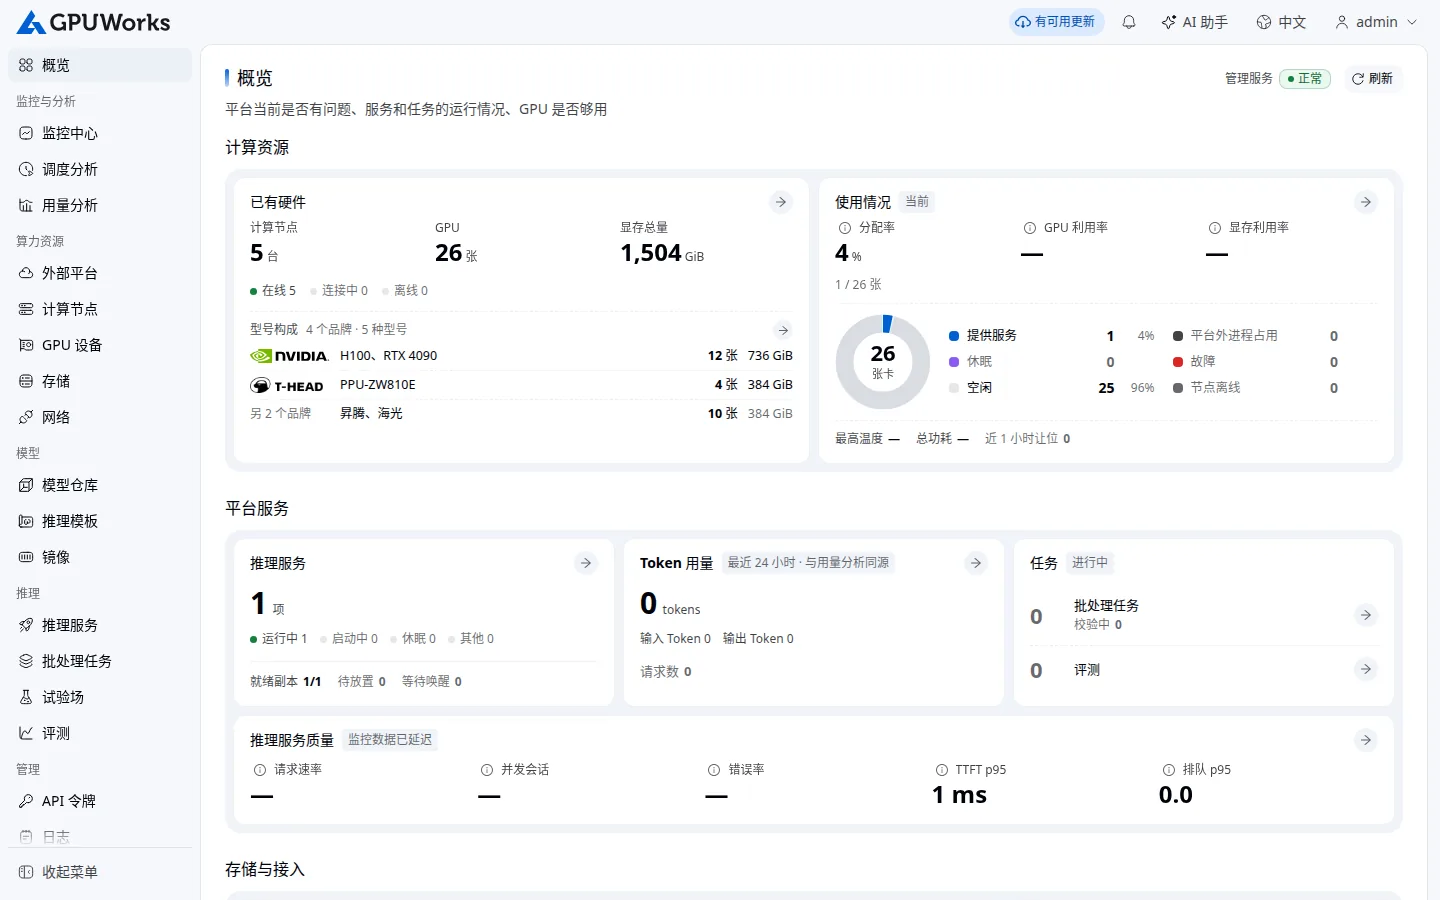 GPUWorks
有可用更新
AI 助手
中文
admin
概览
监控与分析
监控中心
调度分析
用量分析
算力资源
外部平台
计算节点
GPU 设备
存储
网络
模型
模型仓库
推理模板
镜像
推理
推理服务
批处理任务
试验场
评测
管理
API 令牌
日志
收起菜单
概览
管理服务 正常 刷新
平台当前是否有问题、服务和任务的运行情况、GPU 是否够用
计算资源
已有硬件
计算节点 GPU 显存总量
5 台 26 张 1,504 GiB
在线 5 连接中 0 离线 0
型号构成 4 个品牌 · 5 种型号
NVIDIA. H100、RTX 4090 12 张 736 GiB
T-HEAD PPU-ZW810E 4 张 384 GiB
另 2 个品牌 昇腾、海光 10 张 384 GiB
使用情况 当前
分配率 GPU 利用率 显存利用率
4 % — —
1 / 26 张
26
张卡
提供服务 1 4% 平台外进程占用 0
休眠 0 故障 0
空闲 25 96% 节点离线 0
最高温度 — 总功耗 — 近 1 小时让位 0
平台服务
推理服务
1 项
运行中 1 启动中 0 休眠 0 其他 0
就绪副本 1/1 待放置 0 等待唤醒 0
Token 用量 最近 24 小时 · 与用量分析同源
0 tokens
输入 Token 0 输出 Token 0
请求数 0
任务 进行中
0 批处理任务
校验中 0
0 评测
推理服务质量 监控数据已延迟
请求速率 并发会话 错误率 TTFT p95 排队 p95
— — — 1 ms 0.0
存储与接入